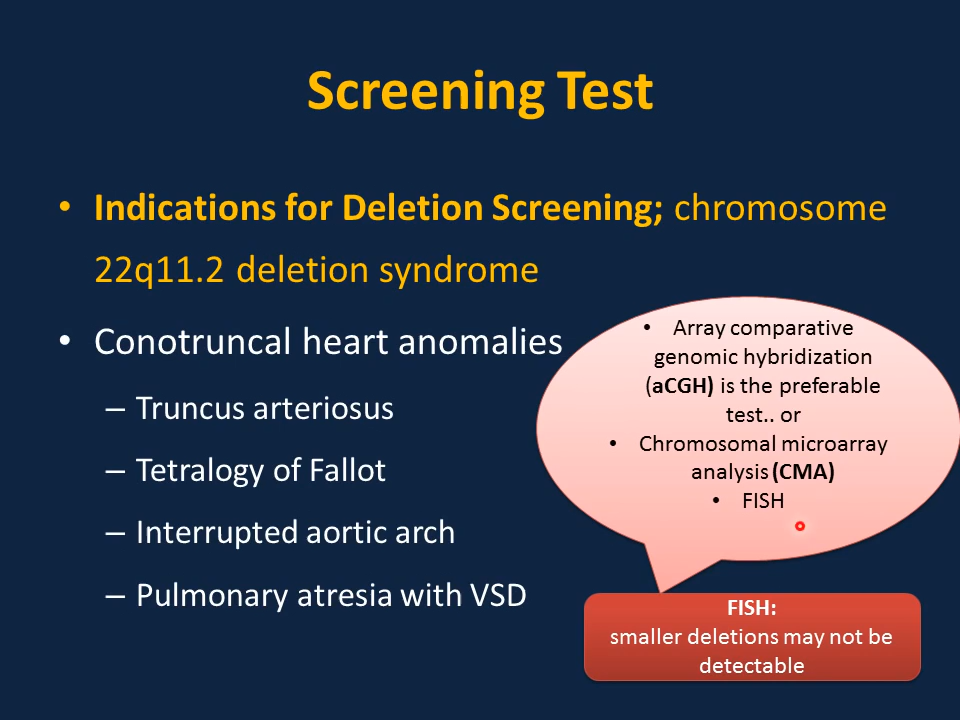 Screening Test
• Indications for Deletion Screening; chromosome
22q11.2 deletion syndrome
• Conotruncal heart anomalies
– Truncus arteriosus
– Tetralogy of Fallot
– Interrupted aortic arch
– Pulmonary atresia with VSD
• Array comparative
genomic hybridization
(aCGH) is the preferable
test.. or
• Chromosomal microarray
analysis (CMA)
• FISH
FISH:
smaller deletions may not be
detectable